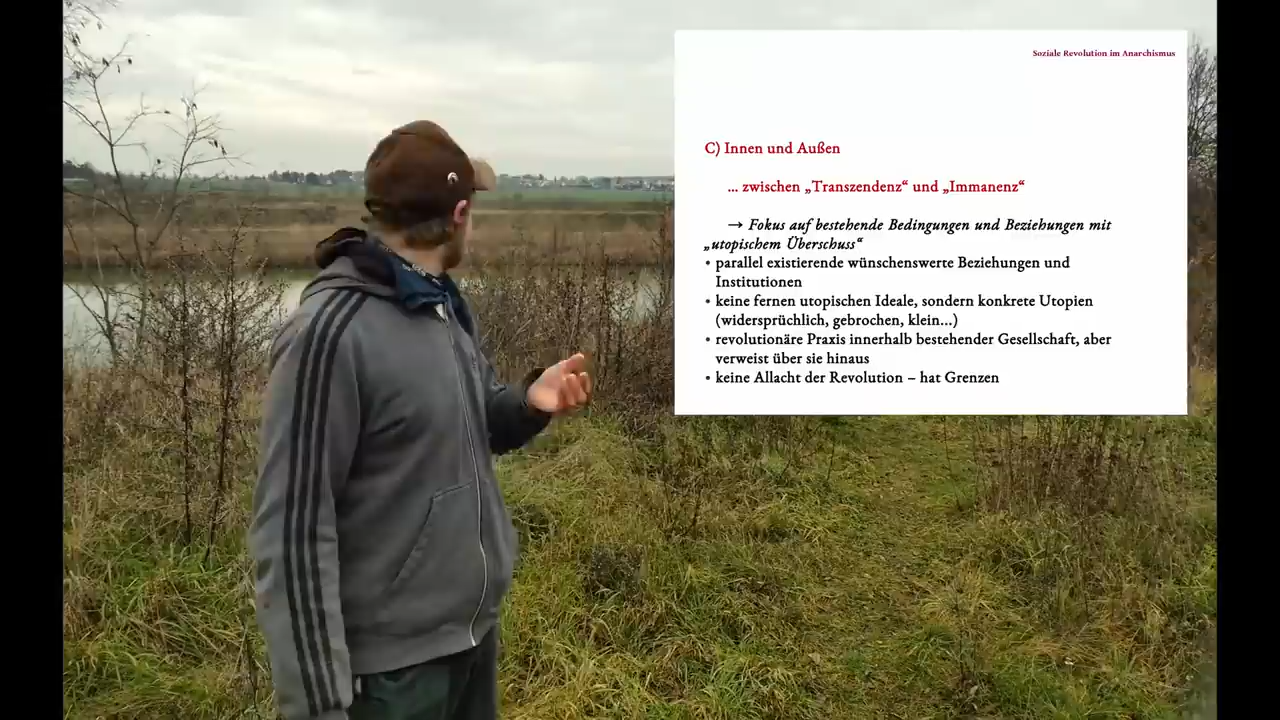 Soziale Revolution im Anarchismus
C) Innen und Außen
... zwischen „Transzendenz“ und „Immanenz“
→ Fokus auf bestehende Bedingungen und Beziehungen mit
„utopischem Überschuss“
• parallel existierende wünschenswerte Beziehungen und
Institutionen
• keine fernen utopischen Ideale, sondern konkrete Utopien
(widersprüchlich, gebrochen, klein...)
• revolutionäre Praxis innerhalb bestehender Gesellschaft, aber
verweist über sie hinaus
• keine Allacht der Revolution – hat Grenzen